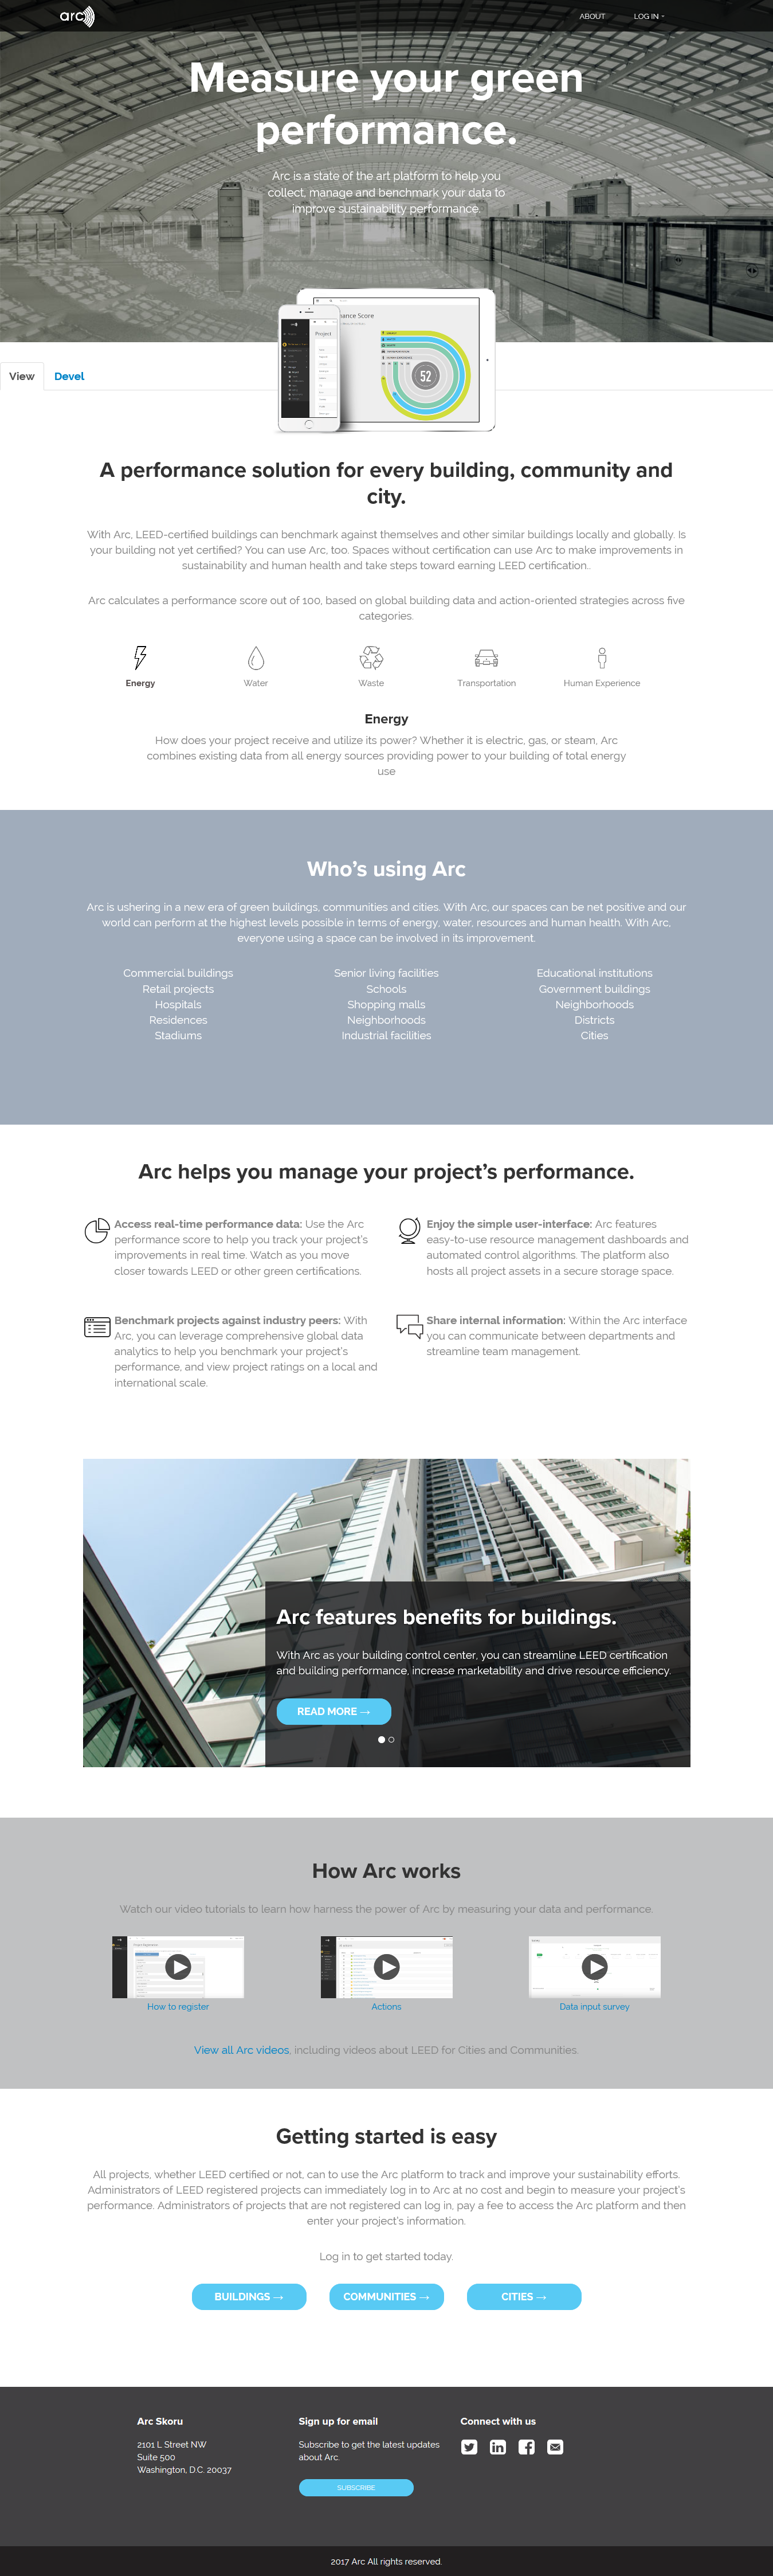 arc
ABOUT
LOG IN
Measure your green
performance.
Arc is a state of the art platform to help you
collect, manage and benchmark your data to
improve sustainability performance.
ance Score
Project
52
View
Devel
A performance solution for every building, community and
city.
With Arc, LEED-certified buildings can benchmark against themselves and other similar buildings locally and globally. Is
your building not yet certified? You can use Arc, too. Spaces without certification can use Arc to make improvements in
sustainability and human health and take steps toward earning LEED certification..
Arc calculates a performance score out of 100, based on global building data and action-oriented strategies across five
categories.
Energy
Water
Waste
Transportation
Human Experience
Energy
How does your project receive and utilize its power? Whether it is electric, gas, or steam, Arc
combines existing data from all energy sources providing power to your building of total energy
use
Who's using Arc
Arc is ushering in a new era of green buildings, communities and cities. With Arc, our spaces can be net positive and our
world can perform at the highest levels possible in terms of energy, water, resources and human health. With Arc,
everyone using a space can be involved in its improvement.
Commercial buildings
Retail projects
Hospitals
Residences
Stadiums
Senior living facilities
Schools
Shopping malls
Neighborhoods
Industrial facilities
Educational institutions
Government buildings
Neighborhoods
Districts
Cities
Arc helps you manage your project's performance.
Access real-time performance data: Use the Arc
performance score to help you track your project's
improvements in real time. Watch as you move
closer towards LEED or other green certifications.
Enjoy the simple user-interface: Arc features
easy-to-use resource management dashboards and
automated control algorithms. The platform also
hosts all project assets in a secure storage space.
Benchmark projects against industry peers: With
Arc, you can leverage comprehensive global data
analytics to help you benchmark your project's
performance, and view project ratings on a local and
international scale.
Share internal information: Within the Arc interface
you can communicate between departments and
streamline team management.
Arc features benefits for buildings.
With Arc as your building control center, you can streamline LEED certification
and building performance, increase marketability and drive resource efficiency.
READ MORE →
How Arc works
Watch our video tutorials to learn how harness the power of Arc by measuring your data and performance.
How to register
Actions
Data input survey
View all Arc videos, including videos about LEED for Cities and Communities.
Getting started is easy
All projects, whether LEED certified or not, can to use the Arc platform to track and improve your sustainability efforts.
Administrators of LEED registered projects can immediately log in to Arc at no cost and begin to measure your project's
performance. Administrators of projects that are not registered can log in, pay a fee to access the Arc platform and then
enter your project's information.
Log in to get started today.
BUILDINGS →
COMMUNITIES →
CITIES →
Arc Skoru
2101 L Street NW
Suite 500
Washington, D.C. 20037
Sign up for email
Subscribe to get the latest updates
about Arc.
SUBSCRIBE
Connect with us
2017 Arc All rights reserved.